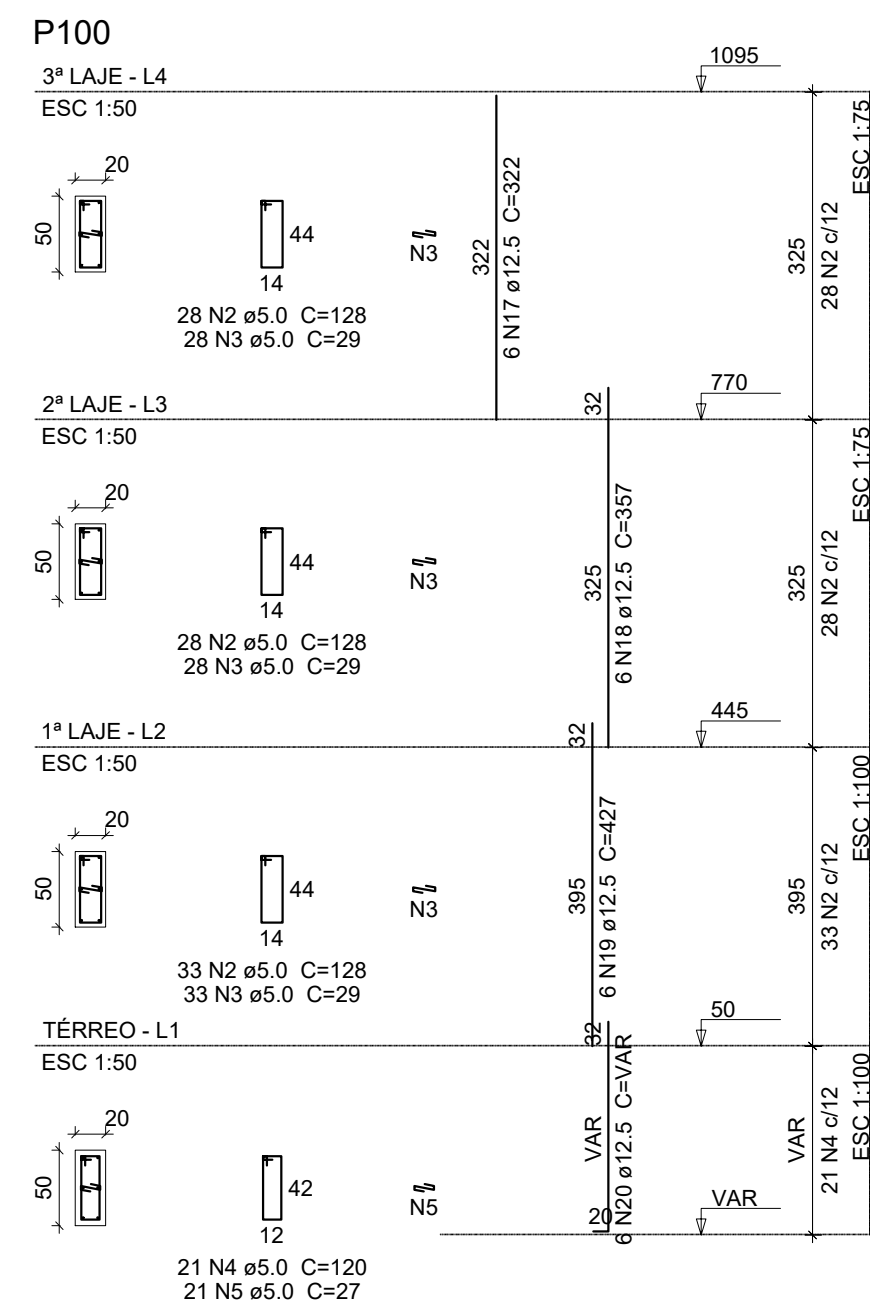 P100
3ª LAJE - L4
1095
ESC 1:50
20
50
44
14
28 N2 ø5.0 C=128
28 N3 ø5.0 C=29
N3
322
6 N17 ø12.5 C=322
325
28 N2 c/12
ESC 1:75
2ª LAJE - L3
32
770
ESC 1:50
20
50
44
14
28 N2 ø5.0 C=128
28 N3 ø5.0 C=29
N3
325
6 N18 ø12.5 C=357
325
28 N2 c/12
ESC 1:75
1ª LAJE - L2
32
445
ESC 1:50
20
50
44
14
33 N2 ø5.0 C=128
33 N3 ø5.0 C=29
N3
395
6 N19 ø12.5 C=427
395
33 N2 c/12
ESC 1:100
TÉRREO - L1
32
50
ESC 1:50
20
50
42
12
21 N4 ø5.0 C=120
21 N5 ø5.0 C=27
N5
VAR
20
6 N20 ø12.5 C=VAR
VAR
VAR
21 N4 c/12
ESC 1:100